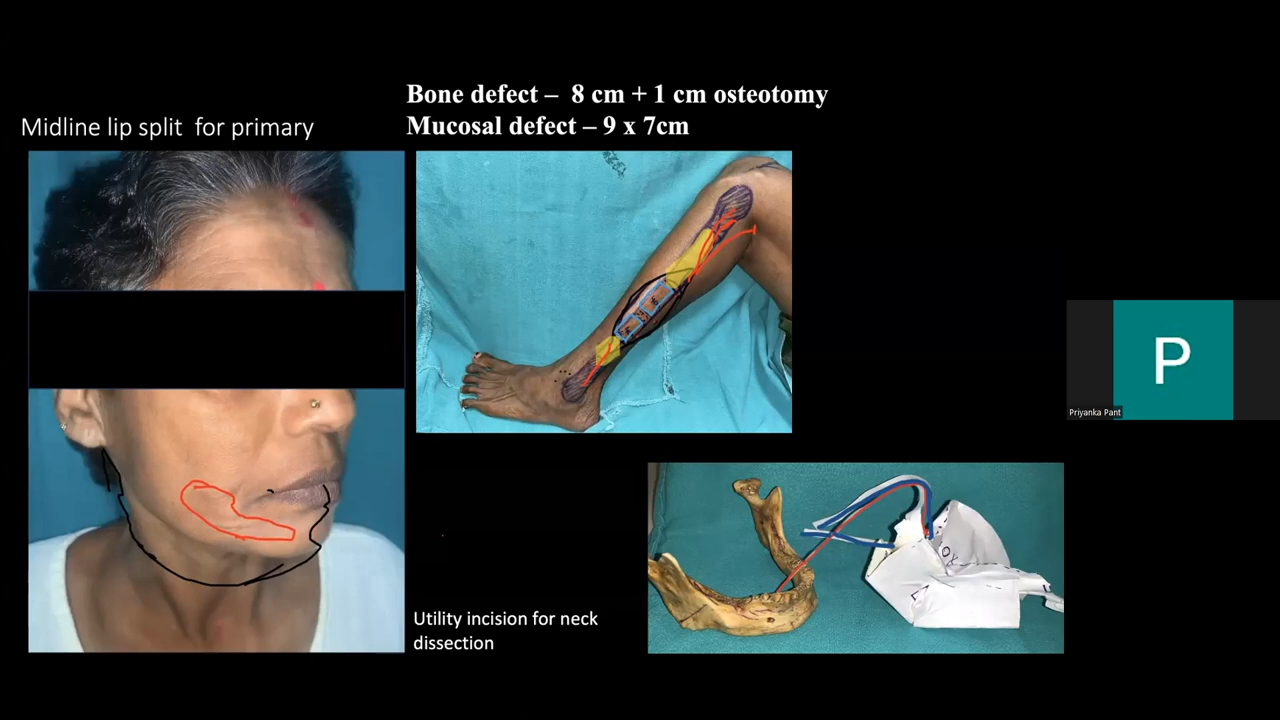 Bone defect – 8 cm + 1 cm osteotomy
Midline lip split for primary
Mucosal defect – 9 x 7cm
P
Priyanka Pant
Utility incision for neck
dissection